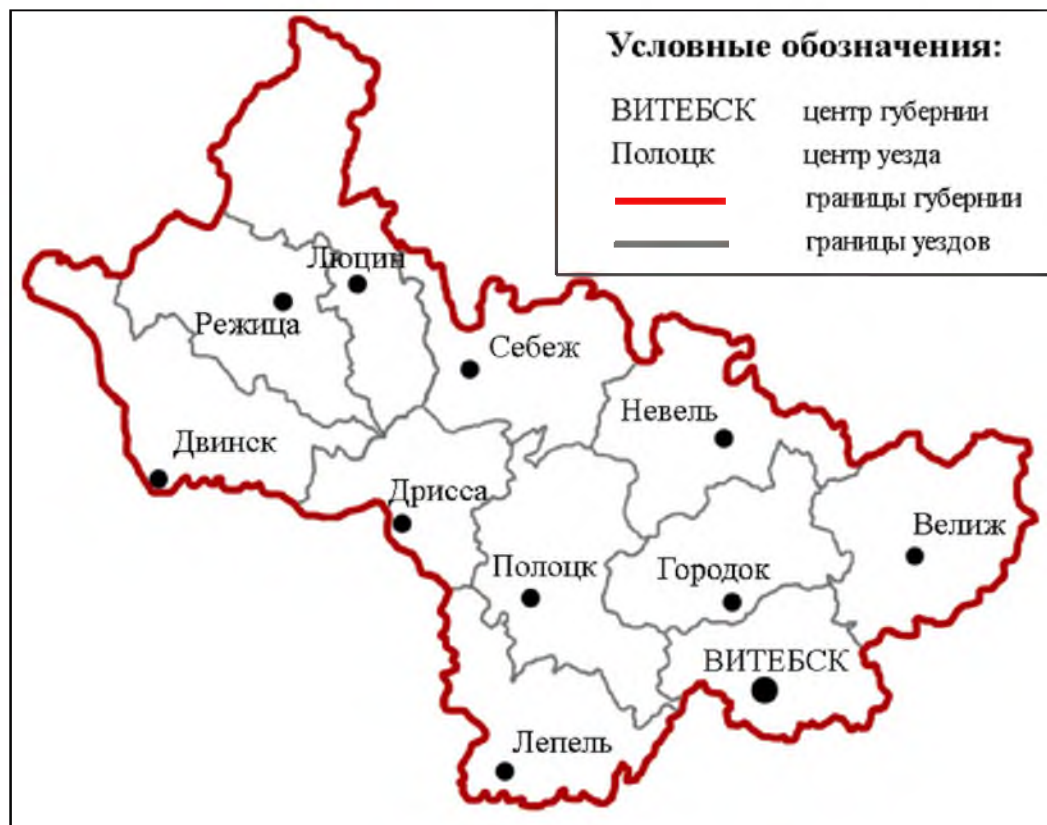 Условные обозначения:
ВИТЕБСК центр губернии
Полоцк центр уезда
границы губернии
границы уездов
Люцин
Режица
Себеж
Невель
Двинск
Дрисса
Велиж
Полоцк
Городок
ВИТЕБСК
Лепель